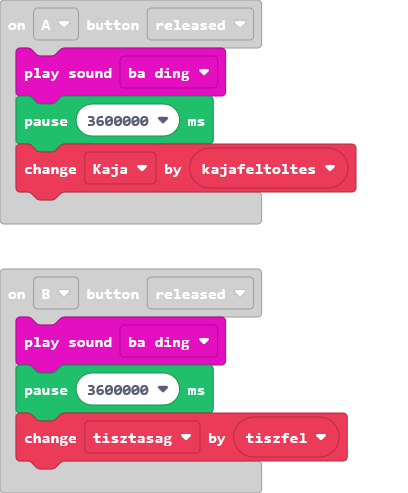 on A button released
play sound ba ding
pause 3600000 ms
change Kaja by kajafeltoltes
on B button released
play sound ba ding
pause 3600000 ms
change tisztasag by tiszfel